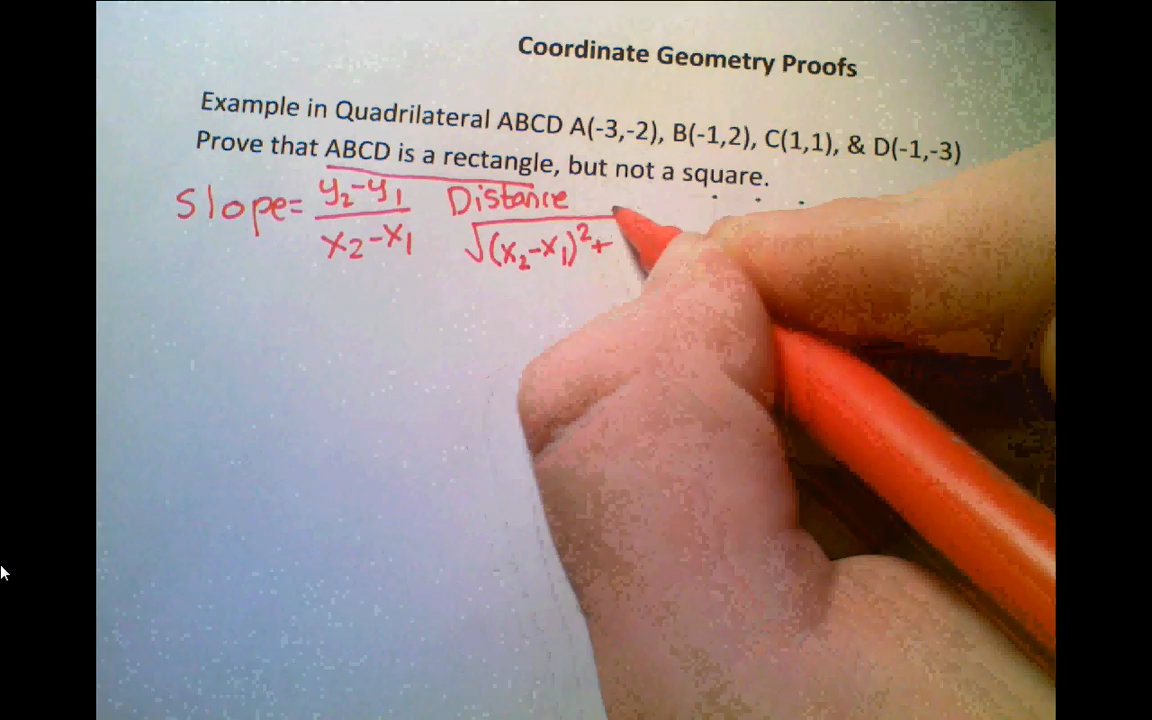 Coordinate Geometry Proofs
Example in Quadrilateral ABCD A(-3,-2), B(-1,2), C(1,1), & D(-1,-3)
Prove that ABCD is a rectangle, but not a square.
Slope= y₂-y₁ / x₂-x₁
Distance
√(x₂-x₁)²+